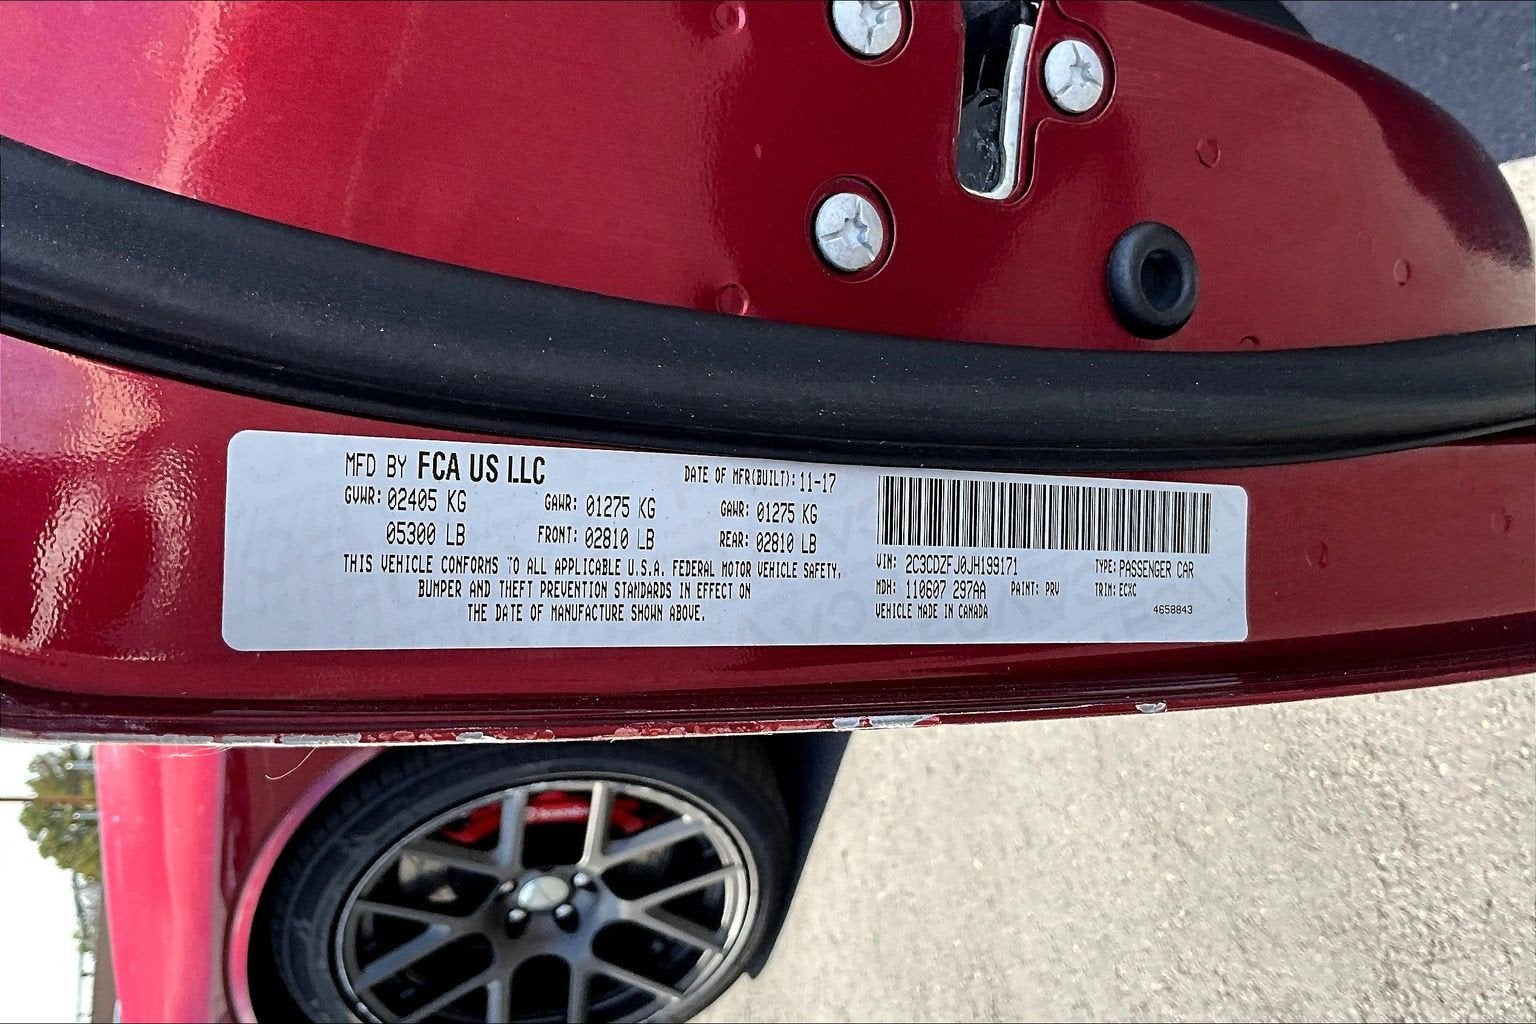 MFD BY FCA US LLC DATE OF MFR(BUILT): 11-17
GVWR: 02405 KG GAWR: 01275 KG GAWR: 01275 KG
05300 LB FRONT: 02810 LB REAR: 02810 LB
THIS VEHICLE CONFORMS TO ALL APPLICABLE U.S.A. FEDERAL MOTOR VEHICLE SAFETY,
BUMPER AND THEFT PREVENTION STANDARDS IN EFFECT ON
THE DATE OF MANUFACTURE SHOWN ABOVE.
VIN: 2C3CDZFJ0JH199171 TYPE: PASSENGER CAR
MDH: 110607 297AA PAINT: PRV TRIM: ECXC
VEHICLE MADE IN CANADA 4658843